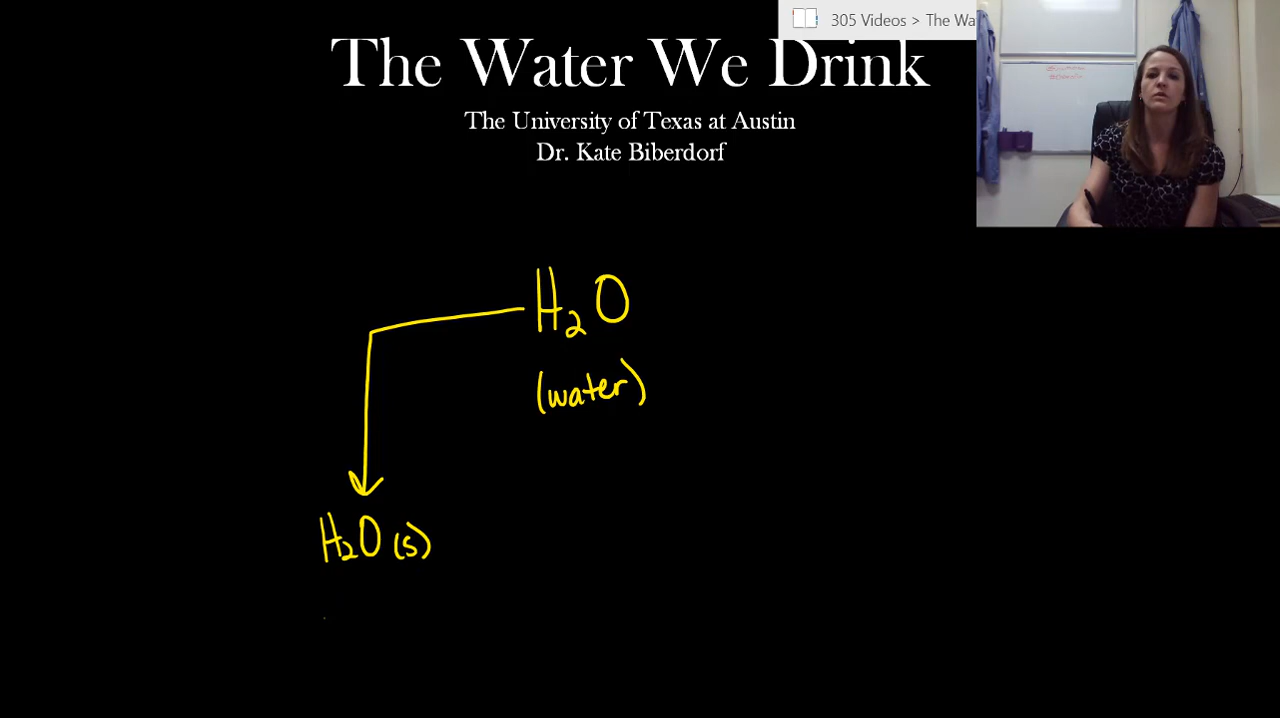 305 Videos > The Wa
The Water We Drink
The University of Texas at Austin
Dr. Kate Biberdorf
H₂O
(water)
H₂O (s)